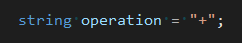 string operation = "+";